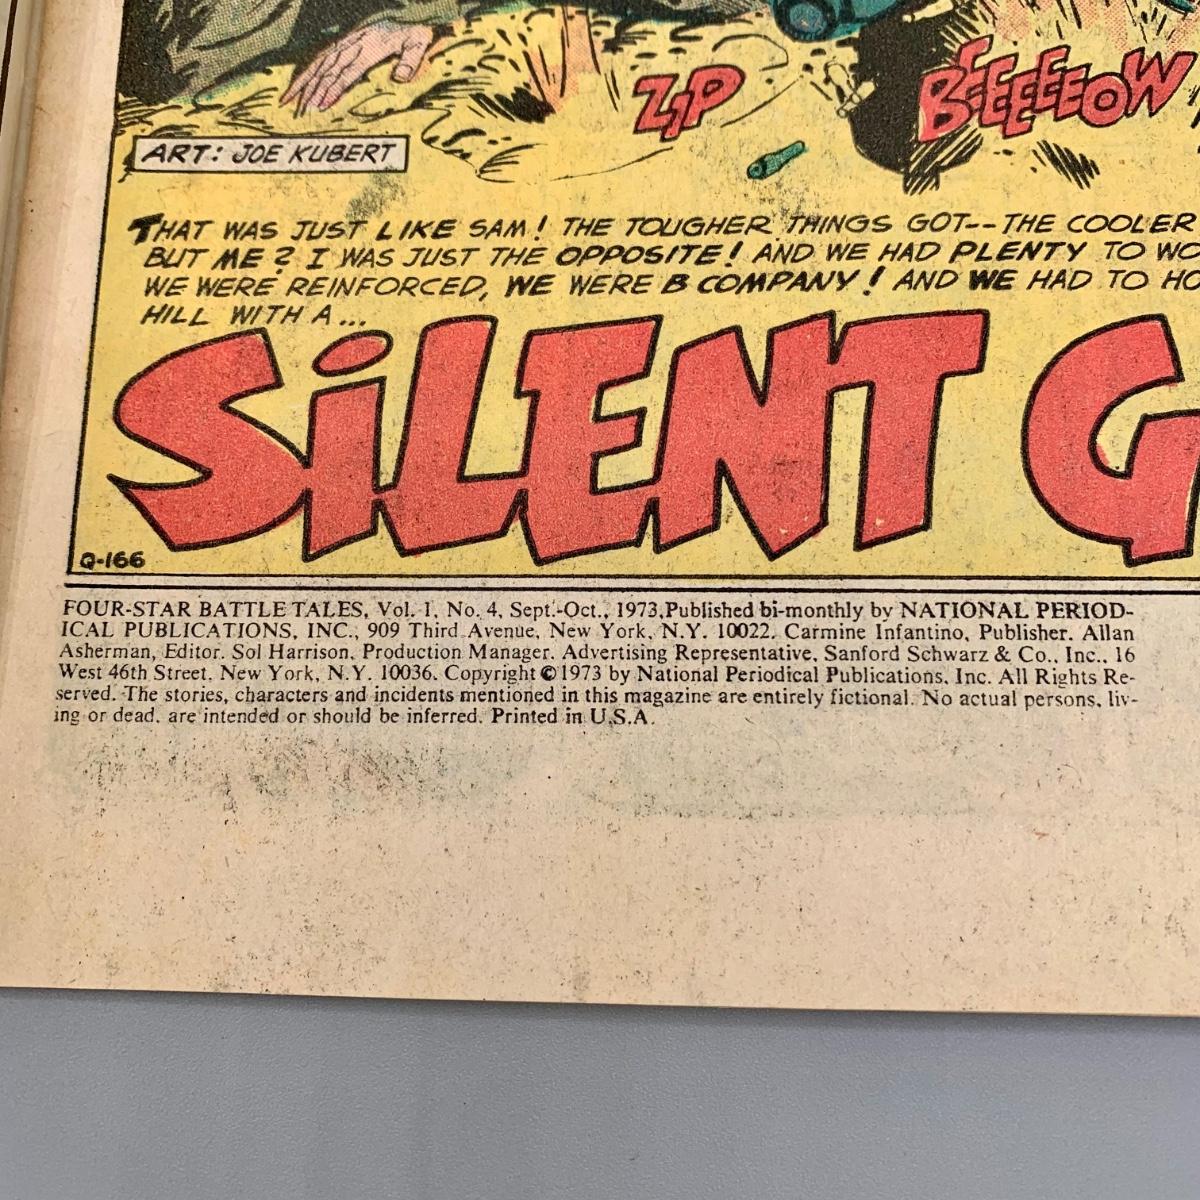 ZIP
BEEEEEEOW
ART: JOE KUBERT
THAT WAS JUST LIKE SAM! THE TOUGHER THINGS GOT--THE COOLER
BUT ME? I WAS JUST THE OPPOSITE! AND WE HAD PLENTY TO WO
WE WERE REINFORCED, WE WERE B COMPANY! AND WE HAD TO HO
HILL WITH A...
SiLENT G
Q-166
FOUR-STAR BATTLE TALES, Vol. 1, No. 4, Sept.-Oct., 1973, Published bi-monthly by NATIONAL PERIOD-
ICAL PUBLICATIONS, INC., 909 Third Avenue, New York, N.Y. 10022. Carmine Infantino, Publisher. Allan
Asherman, Editor. Sol Harrison, Production Manager. Advertising Representative, Sanford Schwarz & Co., Inc., 16
West 46th Street, New York, N.Y. 10036. Copyright © 1973 by National Periodical Publications, Inc. All Rights Re-
served. The stories, characters and incidents mentioned in this magazine are entirely fictional. No actual persons, liv-
ing or dead, are intended or should be inferred. Printed in U.S.A.